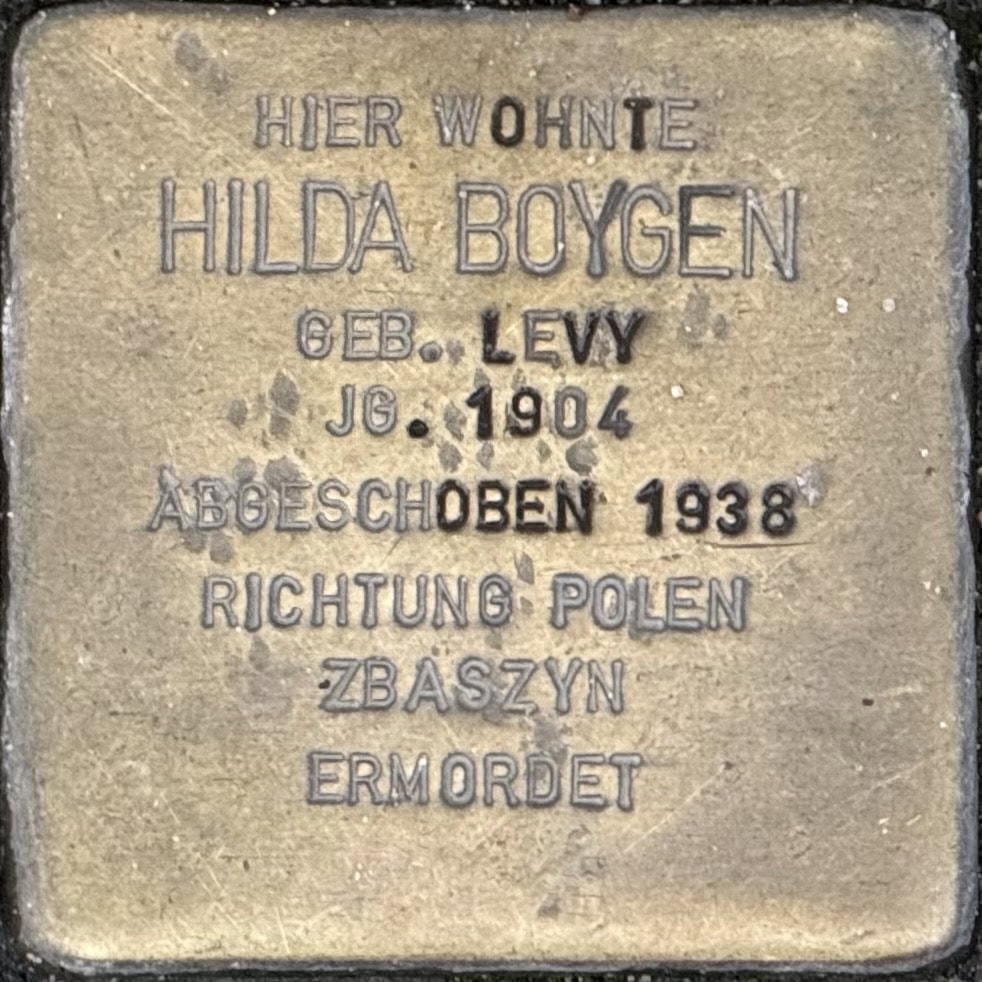 HIER WOHNTE
HILDA BOYGEN
GEB. LEVY
JG. 1904
ABGESCHOBEN 1938
RICHTUNG POLEN
ZBASZYN
ERMORDET